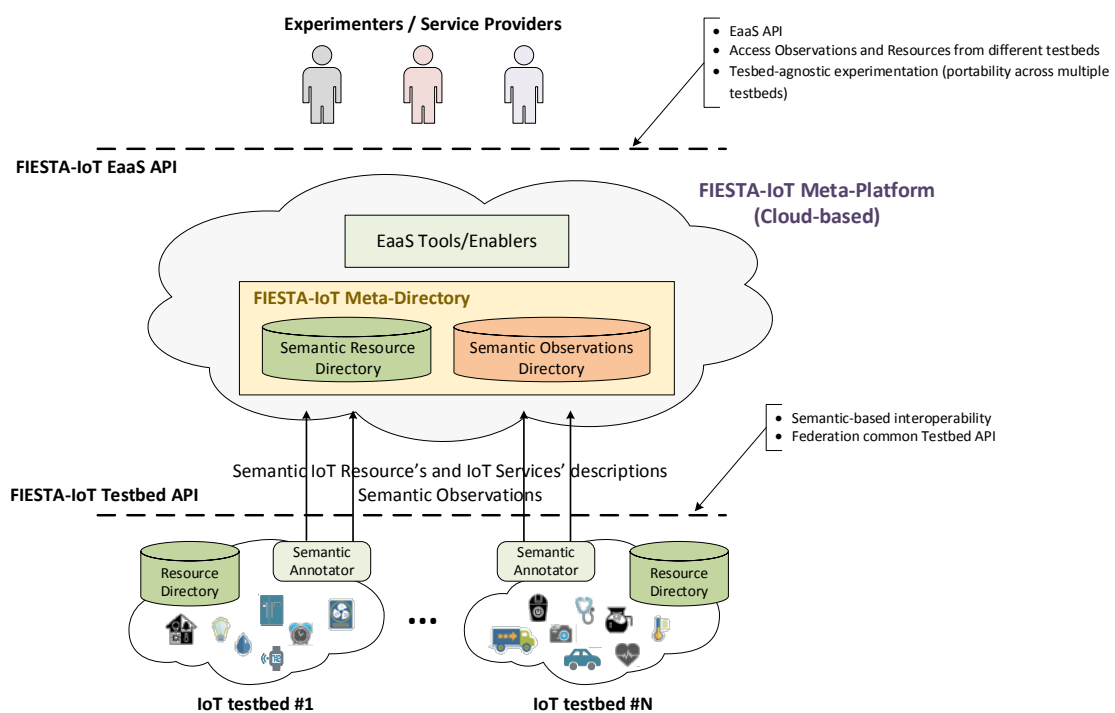 Experimenters / Service Providers
• EaaS API
• Access Observations and Resources from different testbeds
• Tesbed-agnostic experimentation (portability across multiple
testbeds)
FIESTA-IoT EaaS API
FIESTA-IoT Meta-Platform
(Cloud-based)
EaaS Tools/Enablers
FIESTA-IoT Meta-Directory
Semantic Resource
Directory
Semantic Observations
Directory
• Semantic-based interoperability
• Federation common Testbed API
Semantic IoT Resource's and IoT Services' descriptions
Semantic Observations
FIESTA-IoT Testbed API
Resource
Directory
Semantic
Annotator
...
Semantic
Annotator
Resource
Directory
IoT testbed #1
IoT testbed #N